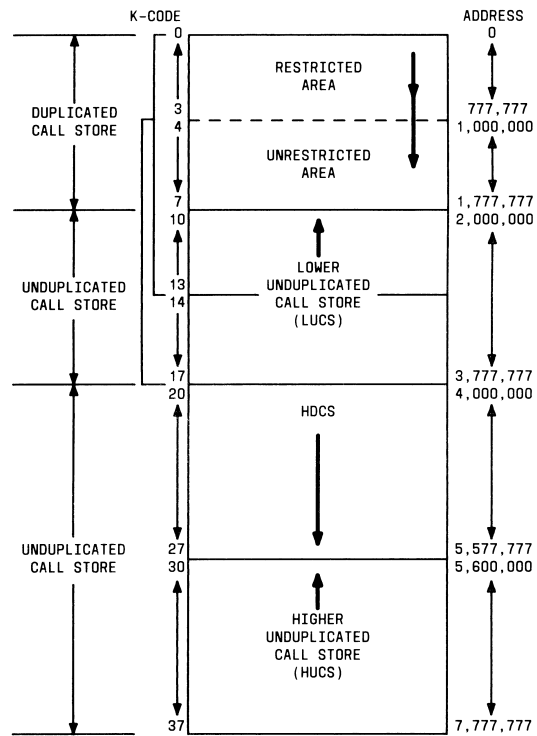 K-CODE ADDRESS
0 0
RESTRICTED
AREA
DUPLICATED
CALL STORE
3 777,777
4 1,000,000
UNRESTRICTED
AREA
7 1,777,777
10 2,000,000
UNDUPLICATED
CALL STORE
LOWER
UNDUPLICATED
CALL STORE
(LUCS)
13
14
17 3,777,777
20 4,000,000
HDCS
UNDUPLICATED
CALL STORE
27 5,577,777
30 5,600,000
HIGHER
UNDUPLICATED
CALL STORE
(HUCS)
37 7,777,777